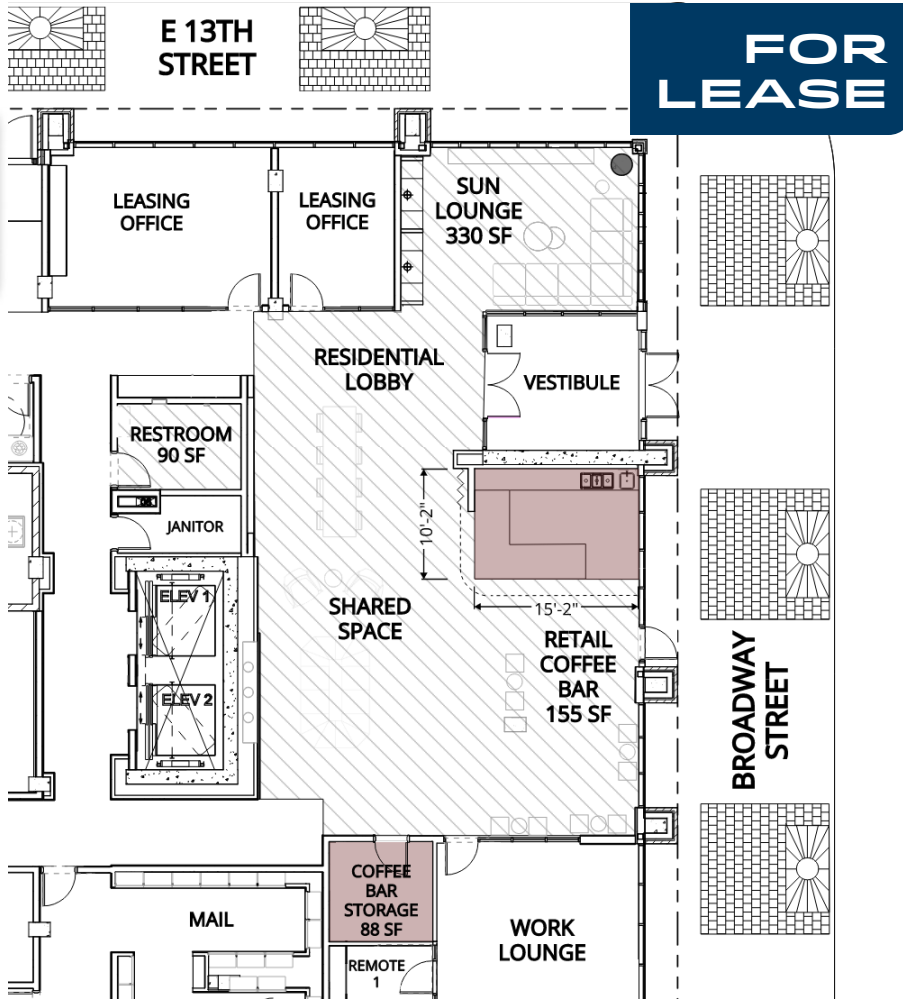 E 13TH
STREET
FOR
LEASE
LEASING
OFFICE
LEASING
OFFICE
SUN
LOUNGE
330 SF
RESIDENTIAL
LOBBY
VESTIBULE
RESTROOM
90 SF
JANITOR
10'-2"
15'-2"
ELEV 1
SHARED
SPACE
RETAIL
COFFEE
BAR
155 SF
ELEV 2
BROADWAY
STREET
COFFEE
BAR
STORAGE
88 SF
MAIL
WORK
LOUNGE
REMOTE
1